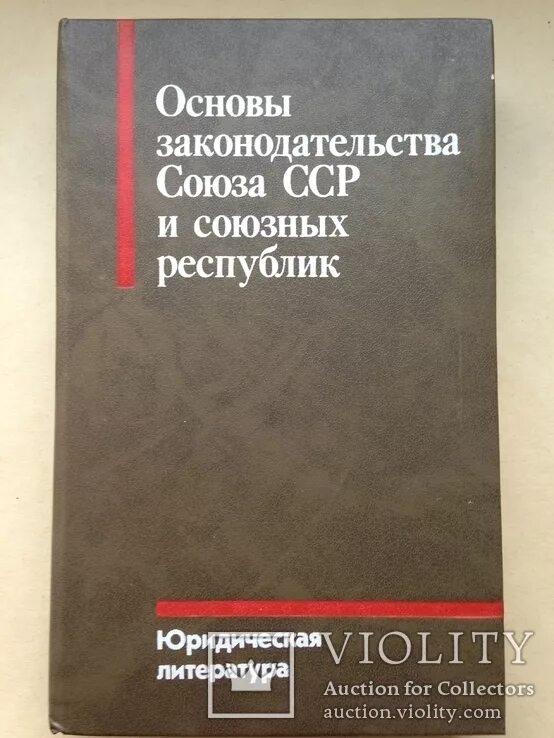 Основы
законодательства
Союза ССР
и союзных
республик
Юридическая
литература
VIOLITY
Auction for Collectors
auction.violity.com